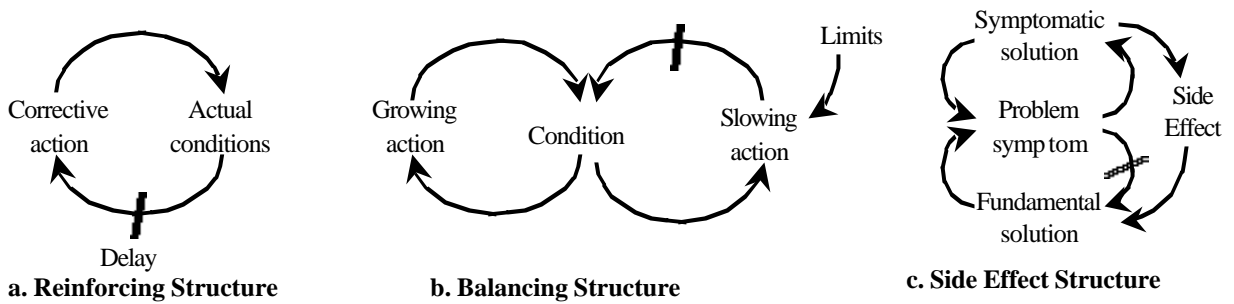 Corrective
action
Actual
conditions
Delay
a. Reinforcing Structure
Growing
action
Condition
Slowing
action
Limits
b. Balancing Structure
Symptomatic
solution
Problem
symp tom
Side
Effect
Fundamental
solution
c. Side Effect Structure